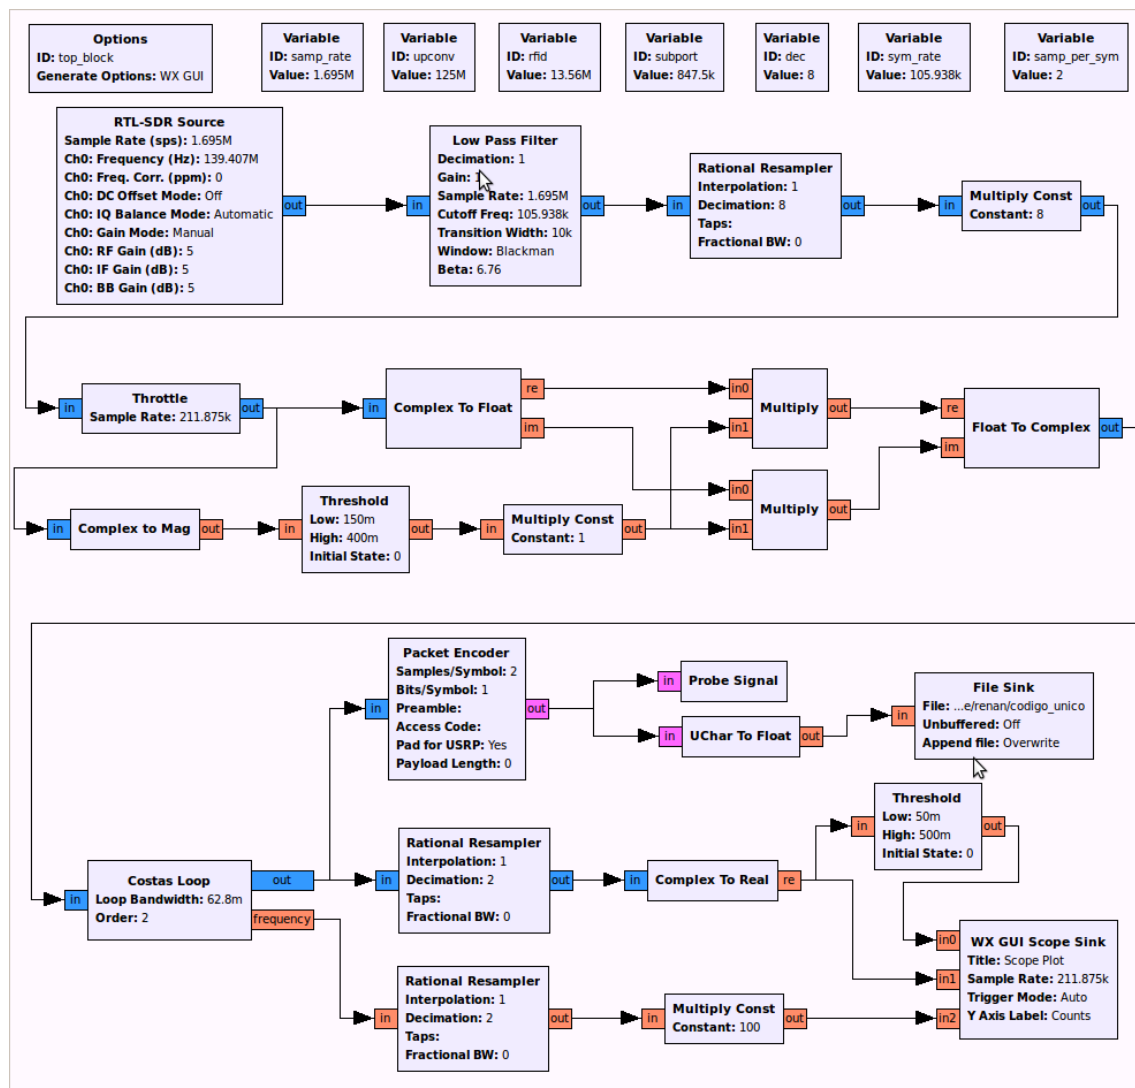 Options
ID: top_block
Generate Options: WX GUI
Variable
ID: samp_rate
Value: 1.695M
Variable
ID: upconv
Value: 125M
Variable
ID: rfid
Value: 13.56M
Variable
ID: support
Value: 847.5k
Variable
ID: dec
Value: 8
Variable
ID: sym_rate
Value: 105.938k
Variable
ID: samp_per_sym
Value: 2
RTL-SDR Source
Sample Rate (sps): 1.695M
Ch0: Frequency (Hz): 139.407M
Ch0: Freq. Corr. (ppm): 0
Ch0: DC Offset Mode: Off
Ch0: IQ Balance Mode: Automatic
Ch0: Gain Mode: Manual
Ch0: RF Gain (dB): 5
Ch0: IF Gain (dB): 5
Ch0: BB Gain (dB): 5
out
in
Low Pass Filter
Decimation: 1
Gain:
Sample Rate: 1.695M
Cutoff Freq: 105.938k
Transition Width: 10k
Window: Blackman
Beta: 6.76
out
in
Rational Resampler
Interpolation: 1
Decimation: 8
Taps:
Fractional BW: 0
out
in
Multiply Const
Constant: 8
out
in
Throttle
Sample Rate: 211.875k
out
in
Complex To Float
re
im
in0
in1
Multiply
out
in0
in1
Multiply
out
re
im
Float To Complex
out
in
Complex to Mag
out
in
Threshold
Low: 150m
High: 400m
Initial State: 0
out
in
Multiply Const
Constant: 1
out
in
Packet Encoder
Samples/Symbol: 2
Bits/Symbol: 1
Preamble:
Access Code:
Pad for USRP: Yes
Payload Length: 0
out
in
Probe Signal
in
UChar To Float
out
in
File Sink
File: ...e/renan/codigo_unico
Unbuffered: Off
Append file: Overwrite
in
Costas Loop
Loop Bandwidth: 62.8m
Order: 2
out
frequency
in
Rational Resampler
Interpolation: 1
Decimation: 2
Taps:
Fractional BW: 0
out
in
Complex To Real
re
in
Threshold
Low: 50m
High: 500m
Initial State: 0
out
in
Rational Resampler
Interpolation: 1
Decimation: 2
Taps:
Fractional BW: 0
out
in
Multiply Const
Constant: 100
out
in0
in1
in2
WX GUI Scope Sink
Title: Scope Plot
Sample Rate: 211.875k
Trigger Mode: Auto
Y Axis Label: Counts